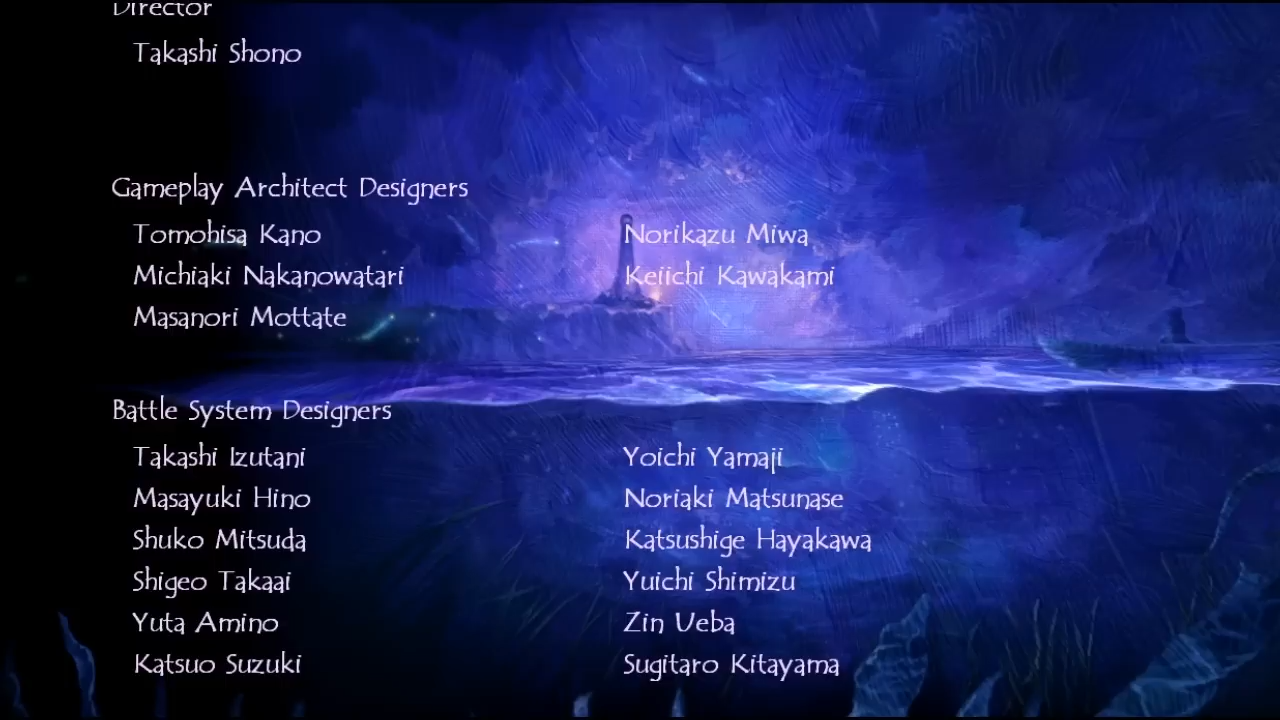 Director
Takashi Shono
Gameplay Architect Designers
Tomohisa Kano Norikazu Miwa
Michiaki Nakanowatari Keiichi Kawakami
Masanori Mottate
Battle System Designers
Takashi Izutani Yoichi Yamaji
Masayuki Hino Noriaki Matsunase
Shuko Mitsuda Katsushige Hayakawa
Shigeo Takaai Yuichi Shimizu
Yuta Amino Zin Ueba
Katsuo Suzuki Sugitaro Kitayama